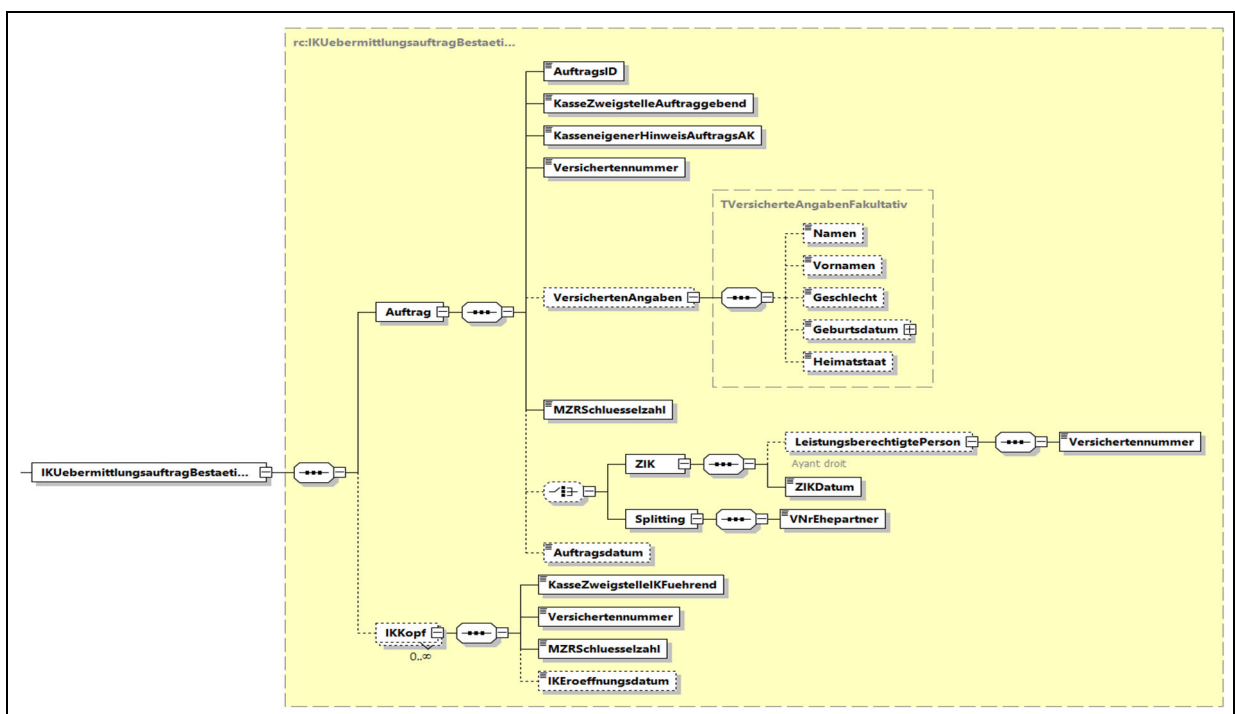 rc:IKUebermittlungsauftragBestaeti...
AuftragsID
KasseZweigstelleAuftraggebend
KasseneigenerHinweisAuftragsAK
Versichertennummer
TVersicherteAngabenFakultativ
Namen
Vornamen
VersichertenAngaben
Geschlecht
Auftrag
Geburtsdatum
Heimatstaat
MZRSchluesselzahl
LeistungsberechtigtePerson
Versichertennummer
Ayant droit
ZIK
IKUebermittlungsauftragBestaeti...
ZIKDatum
Splitting
VNrEhepartner
Auftragsdatum
KasseZweigstelleIKFuehrend
Versichertennummer
IKKopf
0..∞
MZRSchluesselzahl
IKEroeffnungsdatum